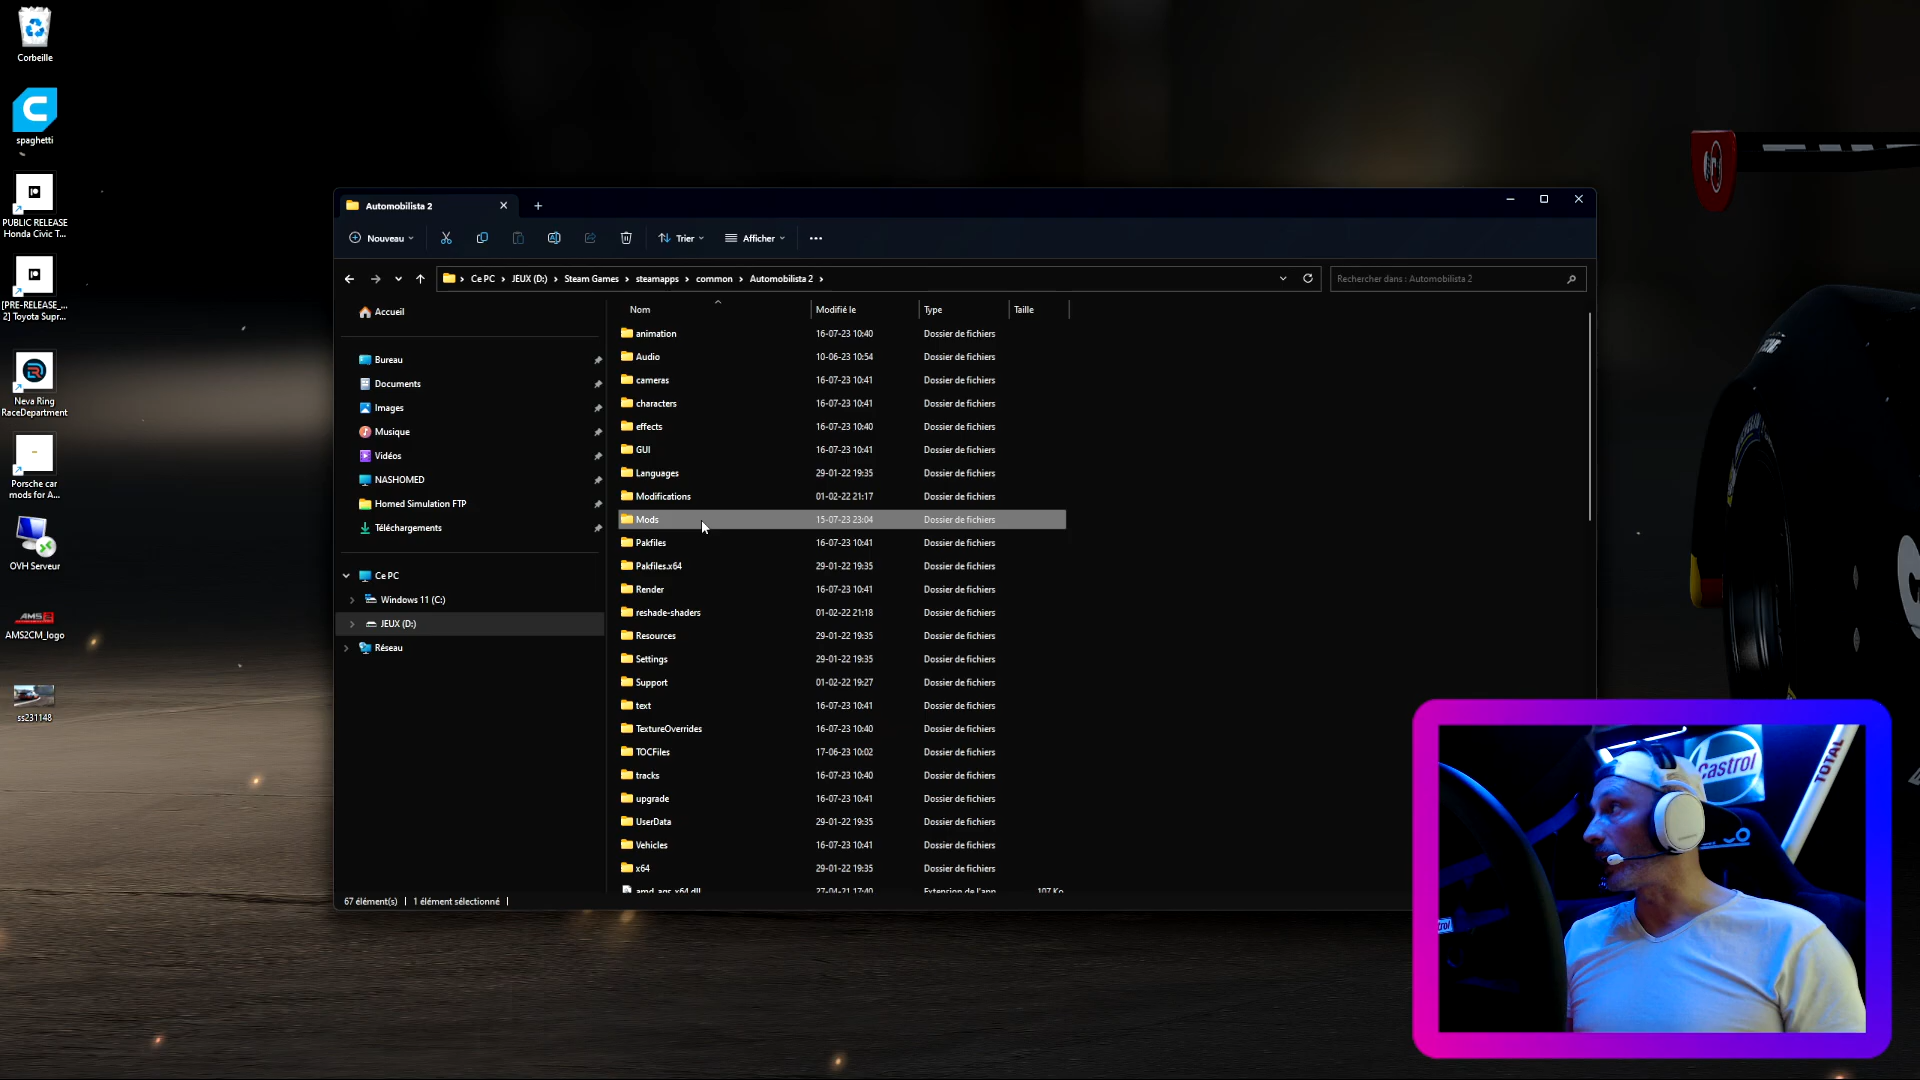 Corbeille
spaghetti
PUBLIC RELEASE
Honda Civic T...
[PRE-RELEASE_...
2] Toyota Supr...
Neva Ring
RaceDepartment
Porsche car
mods for A...
OVH Serveur
AMS2
AMS2CM_logo
ss231148
Automobilista 2
Nouveau
Trier
Afficher
Ce PC > JEUX (D:) > Steam Games > steamapps > common > Automobilista 2 >
Rechercher dans : Automobilista 2
Accueil
Bureau
Documents
Images
Musique
Vidéos
NASHOMED
Homed Simulation FTP
Téléchargements
Ce PC
Windows 11 (C:)
JEUX (D:)
Réseau
Nom Modifié le Type Taille
animation 16-07-23 10:40 Dossier de fichiers
Audio 10-06-23 10:54 Dossier de fichiers
cameras 16-07-23 10:41 Dossier de fichiers
characters 16-07-23 10:41 Dossier de fichiers
effects 16-07-23 10:40 Dossier de fichiers
GUI 16-07-23 10:41 Dossier de fichiers
Languages 29-01-22 19:35 Dossier de fichiers
Modifications 01-02-22 21:17 Dossier de fichiers
Mods 15-07-23 23:04 Dossier de fichiers
Pakfiles 16-07-23 10:41 Dossier de fichiers
Pakfiles.x64 29-01-22 19:35 Dossier de fichiers
Render 16-07-23 10:41 Dossier de fichiers
reshade-shaders 01-02-22 21:18 Dossier de fichiers
Resources 29-01-22 19:35 Dossier de fichiers
Settings 29-01-22 19:35 Dossier de fichiers
Support 01-02-22 19:27 Dossier de fichiers
text 16-07-23 10:41 Dossier de fichiers
TextureOverrides 16-07-23 10:40 Dossier de fichiers
TOCFiles 17-06-23 10:02 Dossier de fichiers
tracks 16-07-23 10:40 Dossier de fichiers
upgrade 16-07-23 10:41 Dossier de fichiers
UserData 29-01-22 19:35 Dossier de fichiers
Vehicles 16-07-23 10:41 Dossier de fichiers
x64 29-01-22 19:35 Dossier de fichiers
amd_ags_x64.dll 27-04-21 17:40 Extension de l'app 107 Ko
67 élément(s) 1 élément sélectionné
Castrol
TOTAL